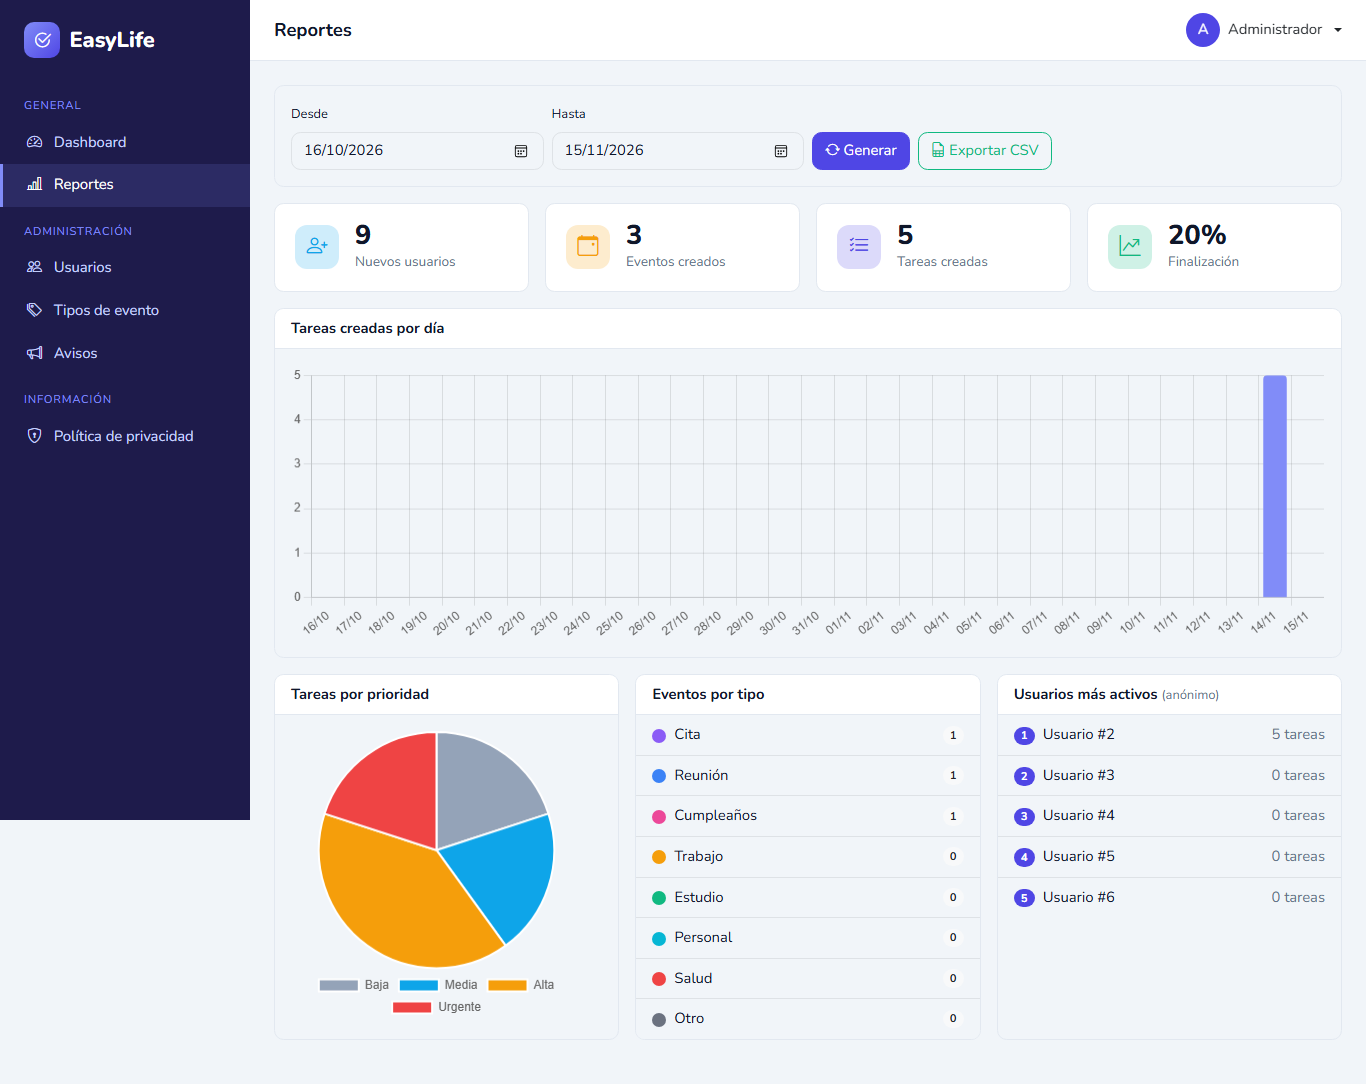 EasyLife
GENERAL
Dashboard
Reportes
ADMINISTRACIÓN
Usuarios
Tipos de evento
Avisos
INFORMACIÓN
Política de privacidad
Reportes
A Administrador
Desde
16/10/2026
Hasta
15/11/2026
Generar
Exportar CSV
9
Nuevos usuarios
3
Eventos creados
5
Tareas creadas
20%
Finalización
Tareas creadas por día
5
4
3
2
1
0
16/10 17/10 18/10 19/10 20/10 21/10 22/10 23/10 24/10 25/10 26/10 27/10 28/10 29/10 30/10 31/10 01/11 02/11 03/11 04/11 05/11 06/11 07/11 08/11 09/11 10/11 11/11 12/11 13/11 14/11 15/11
Tareas por prioridad
Baja Media Alta
Urgente
Eventos por tipo
Cita 1
Reunión 1
Cumpleaños 1
Trabajo 0
Estudio 0
Personal 0
Salud 0
Otro 0
Usuarios más activos (anónimo)
1 Usuario #2 5 tareas
2 Usuario #3 0 tareas
3 Usuario #4 0 tareas
4 Usuario #5 0 tareas
5 Usuario #6 0 tareas